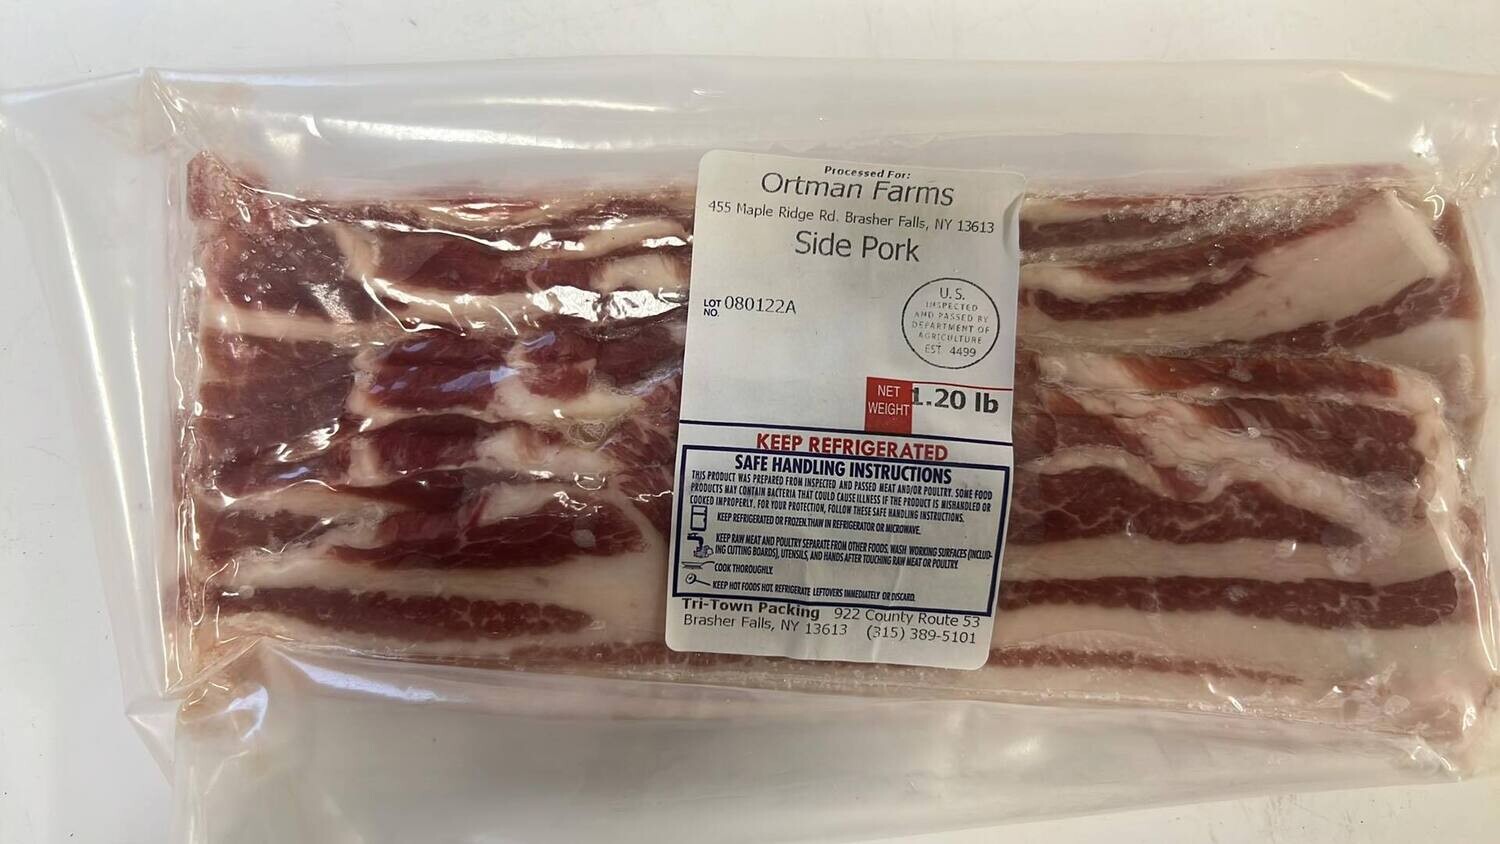 Processed For:
Ortman Farms
455 Maple Ridge Rd. Brasher Falls, NY 13613
Side Pork
LOT NO. 080122A
U.S.
INSPECTED
AND PASSED BY
DEPARTMENT OF
AGRICULTURE
EST 4499
NET WEIGHT 1.20 lb
KEEP REFRIGERATED
SAFE HANDLING INSTRUCTIONS
THIS PRODUCT WAS PREPARED FROM INSPECTED AND PASSED MEAT AND/OR POULTRY. SOME FOOD
PRODUCTS MAY CONTAIN BACTERIA THAT COULD CAUSE ILLNESS IF THE PRODUCT IS MISHANDLED OR
COOKED IMPROPERLY. FOR YOUR PROTECTION, FOLLOW THESE SAFE HANDLING INSTRUCTIONS.
KEEP REFRIGERATED OR FROZEN.THAW IN REFRIGERATOR OR MICROWAVE.
KEEP RAW MEAT AND POULTRY SEPARATE FROM OTHER FOODS. WASH WORKING SURFACES (INCLUD-
ING CUTTING BOARDS), UTENSILS, AND HANDS AFTER TOUCHING RAW MEAT OR POULTRY.
COOK THOROUGHLY.
KEEP HOT FOODS HOT. REFRIGERATE LEFTOVERS IMMEDIATELY OR DISCARD.
Tri-Town Packing 922 County Route 53
Brasher Falls, NY 13613 (315) 389-5101